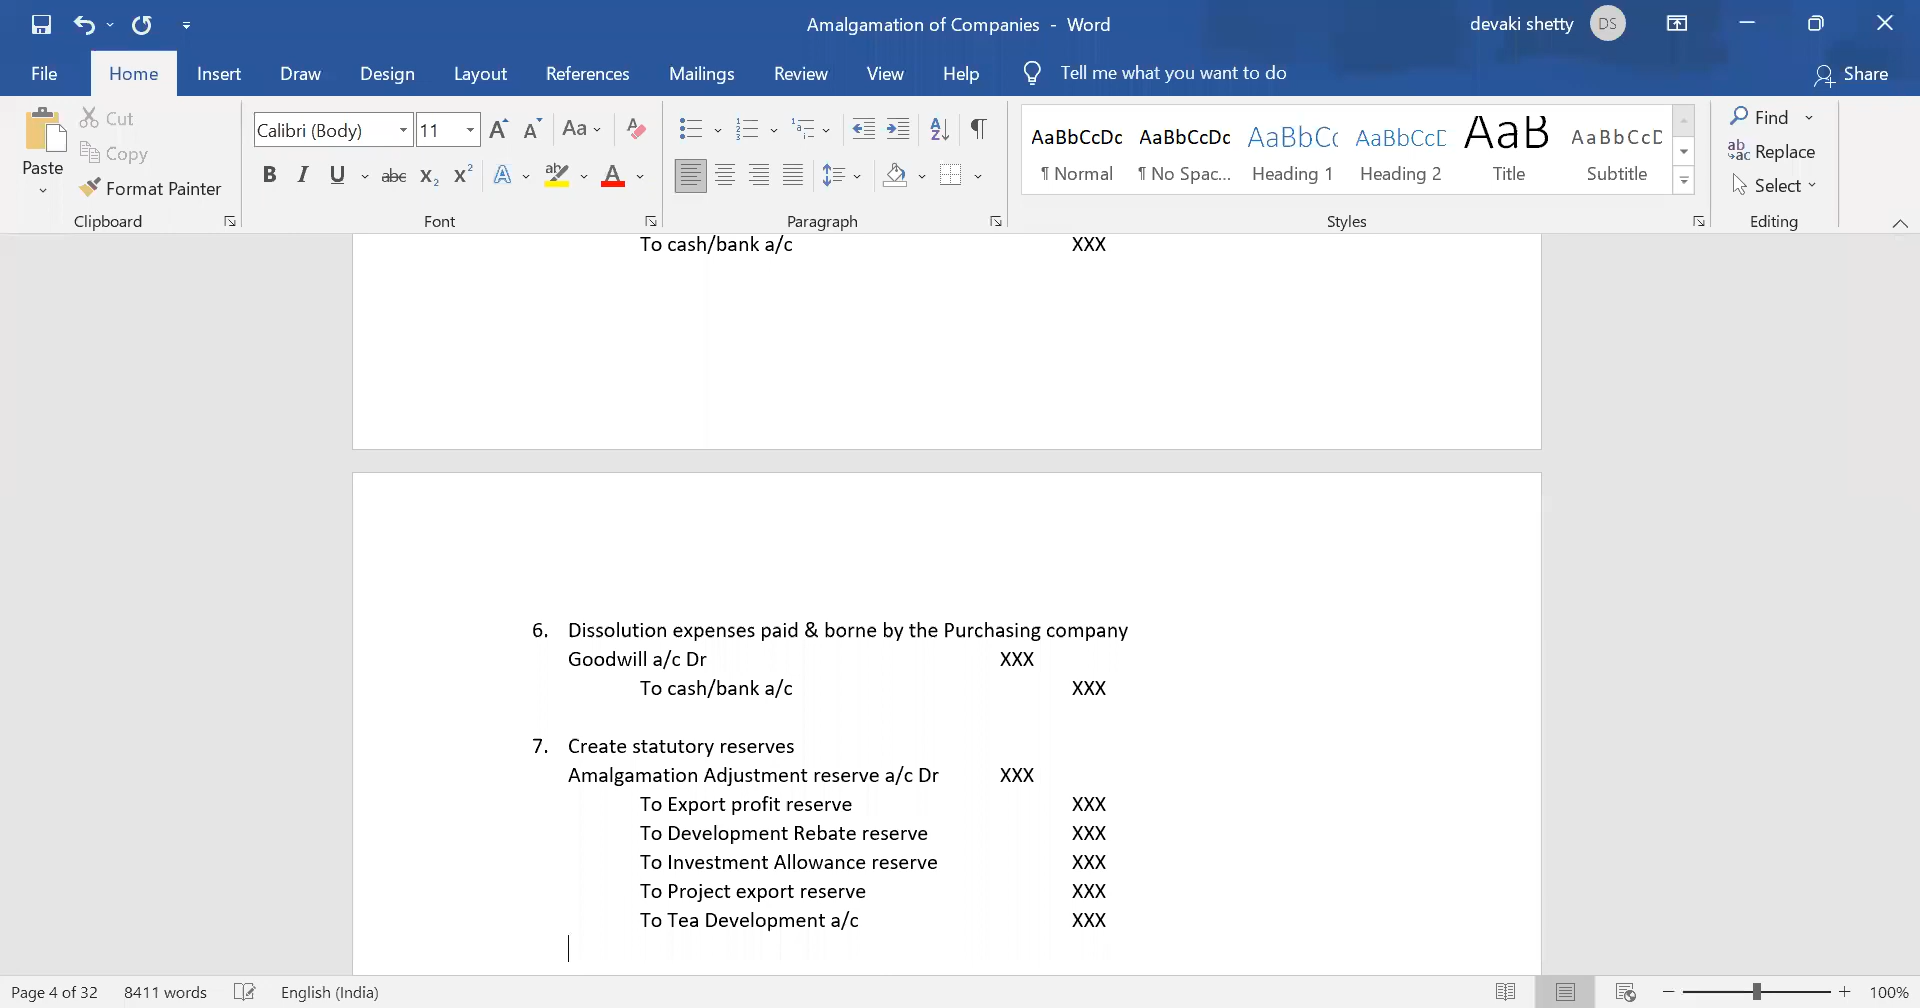 Amalgamation of Companies - Word
devaki shetty DS
File Home Insert Draw Design Layout References Mailings Review View Help Tell me what you want to do Share
Paste Cut
Copy
Format Painter
Clipboard
Calibri (Body) 11 A A Aa
B I U abc X₂ X² A ab A
Font
Paragraph
AaBbCcDc AaBbCcDc AaBbCc AaBbCcD AaB AaBbCcD
¶ Normal ¶ No Spac... Heading 1 Heading 2 Title Subtitle
Styles
Find
Replace
Select
Editing
To cash/bank a/c XXX
6. Dissolution expenses paid & borne by the Purchasing company
Goodwill a/c Dr XXX
To cash/bank a/c XXX
7. Create statutory reserves
Amalgamation Adjustment reserve a/c Dr XXX
To Export profit reserve XXX
To Development Rebate reserve XXX
To Investment Allowance reserve XXX
To Project export reserve XXX
To Tea Development a/c XXX
Page 4 of 32 8411 words English (India) 100%